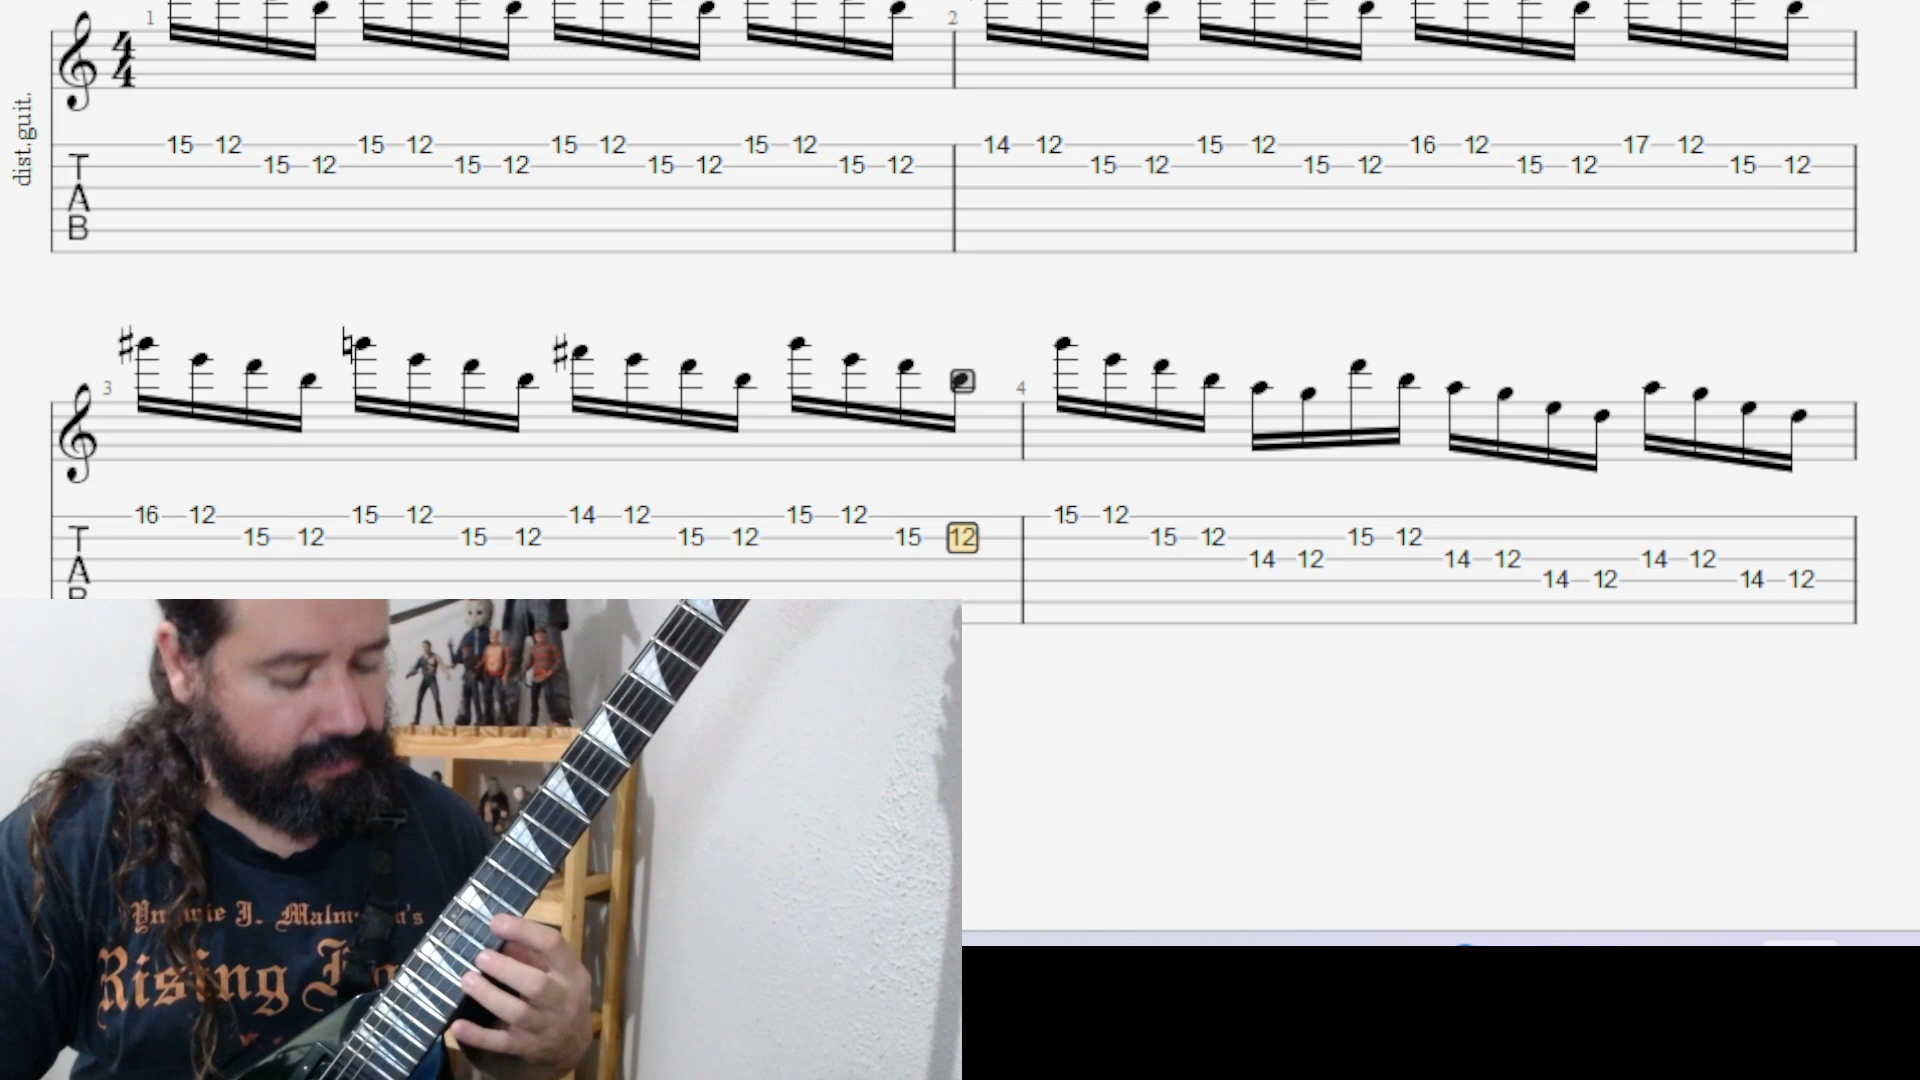 1 2
4
4
dist.guit.
15 12 15 12 15 12 15 12 15 12 15 12 15 12 15 12 14 12 15 12 15 12 15 12 16 12 15 12 17 12 15 12
T
A
B
3 4
16 12 15 12 15 12 15 12 14 12 15 12 15 12 15 12 15 12 15 12 14 12 15 12 14 12 14 12 14 12 14 12
T
A
J. Malm
Rising